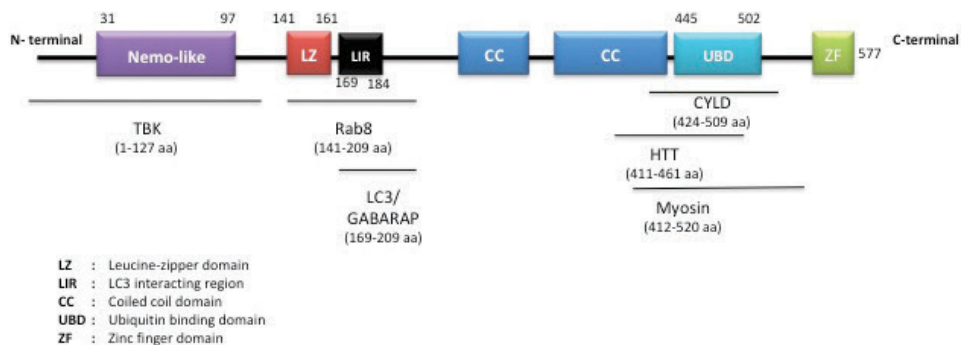 31 97 141 161 445 502
N- terminal Nemo-like LZ LIR CC CC UBD ZF 577 C-terminal
169 184
TBK
(1-127 aa)
Rab8
(141-209 aa)
LC3/
GABARAP
(169-209 aa)
CYLD
(424-509 aa)
HTT
(411-461 aa)
Myosin
(412-520 aa)
LZ : Leucine-zipper domain
LIR : LC3 interacting region
CC : Coiled coil domain
UBD : Ubiquitin binding domain
ZF : Zinc finger domain